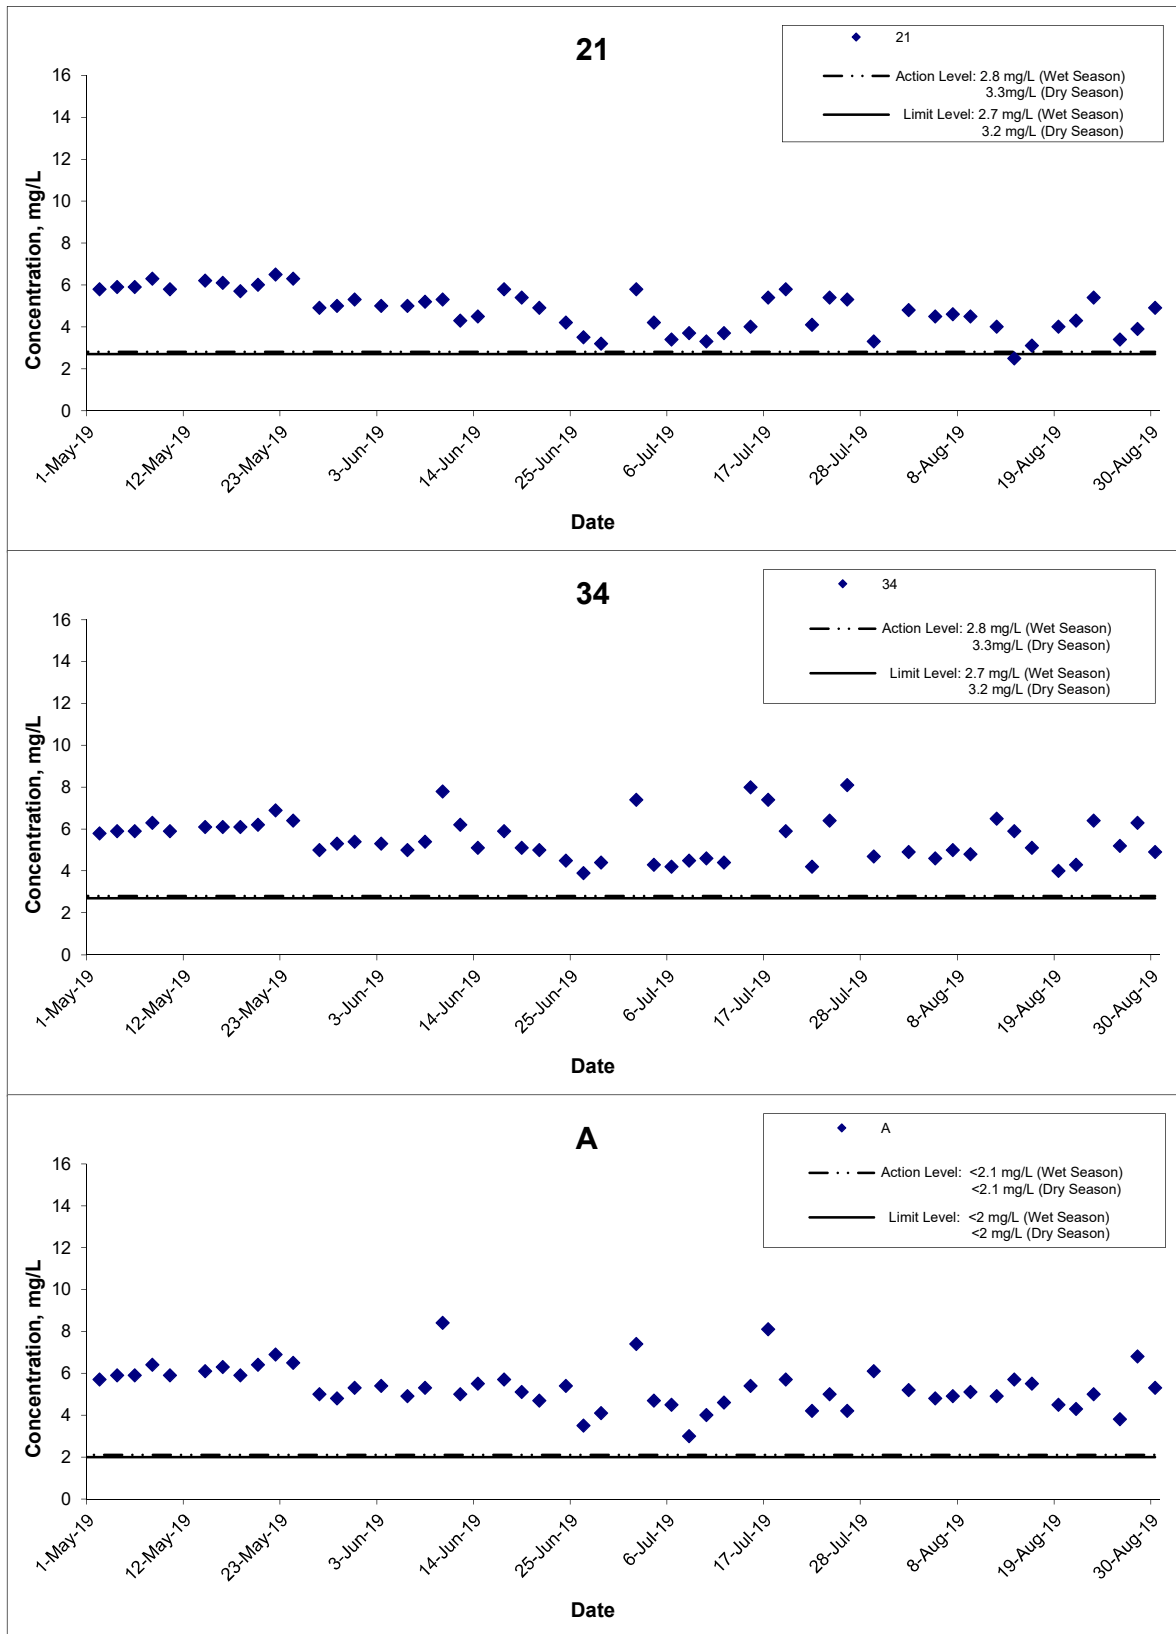 21
21
Action Level: 2.8 mg/L (Wet Season)
3.3mg/L (Dry Season)
Limit Level: 2.7 mg/L (Wet Season)
3.2 mg/L (Dry Season)
Concentration, mg/L
16
14
12
10
8
6
4
2
0
1-May-19
12-May-19
23-May-19
3-Jun-19
14-Jun-19
25-Jun-19
6-Jul-19
17-Jul-19
28-Jul-19
8-Aug-19
19-Aug-19
30-Aug-19
Date
34
34
Action Level: 2.8 mg/L (Wet Season)
3.3mg/L (Dry Season)
Limit Level: 2.7 mg/L (Wet Season)
3.2 mg/L (Dry Season)
Concentration, mg/L
16
14
12
10
8
6
4
2
0
1-May-19
12-May-19
23-May-19
3-Jun-19
14-Jun-19
25-Jun-19
6-Jul-19
17-Jul-19
28-Jul-19
8-Aug-19
19-Aug-19
30-Aug-19
Date
A
A
Action Level: <2.1 mg/L (Wet Season)
<2.1 mg/L (Dry Season)
Limit Level: <2 mg/L (Wet Season)
<2 mg/L (Dry Season)
Concentration, mg/L
16
14
12
10
8
6
4
2
0
1-May-19
12-May-19
23-May-19
3-Jun-19
14-Jun-19
25-Jun-19
6-Jul-19
17-Jul-19
28-Jul-19
8-Aug-19
19-Aug-19
30-Aug-19
Date